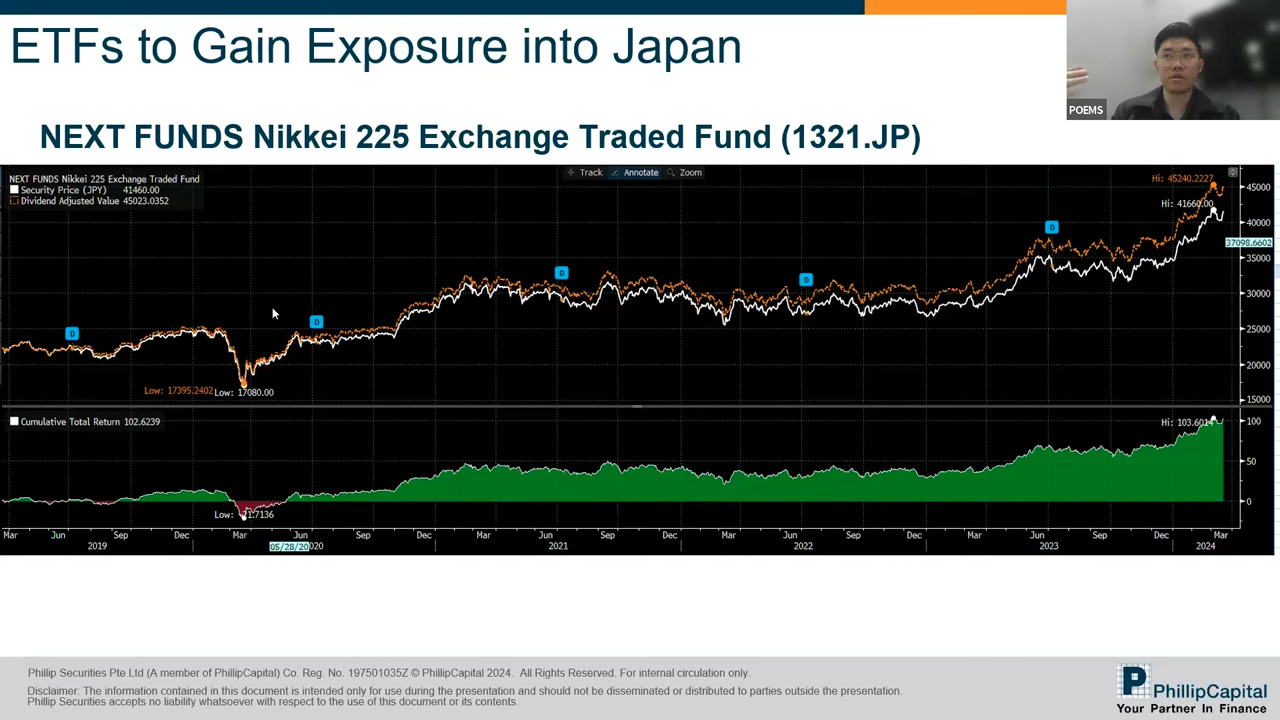 ETFs to Gain Exposure into Japan
POEMS
NEXT FUNDS Nikkei 225 Exchange Traded Fund (1321.JP)
NEXT FUNDS Nikkei 225 Exchange Traded Fund
Security Price (JPY) 41460.00
Dividend Adjusted Value 45023.0352
Track Annotate Zoom
Hi: 45240.2227
Hi: 41660.00
45000
40000
37098.6602
35000
30000
25000
20000
15000
D
D
D
D
D
Low: 17395.2402
Low: 17080.00
Cumulative Total Return 102.6239
Hi: 103.6014
100
50
0
Low: -21.7136
Mar Jun Sep Dec Mar Jun Sep Dec Mar Jun Sep Dec Mar Jun Sep Dec Mar Jun Sep Dec Mar
2019 05/28/20 020 2021 2022 2023 2024
Phillip Securities Pte Ltd (A member of PhillipCapital) Co. Reg. No. 197501035Z © PhillipCapital 2024 . All Rights Reserved. For internal circulation only.
Disclaimer: The information contained in this document is intended only for use during the presentation and should not be disseminated or distributed to parties outside the presentation.
Phillip Securities accepts no liability whatsoever with respect to the use of this document or its contents.
PhillipCapital
Your Partner In Finance